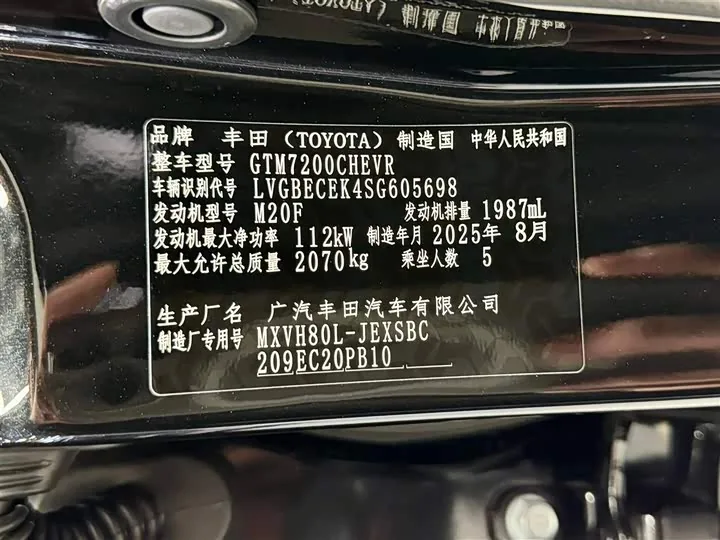 品牌 丰田（TOYOTA）制造国 中华人民共和国
整车型号 GTM7200CHEVR
车辆识别代号 LVGBECEK4SG605698
发动机型号 M20F 发动机排量 1987mL
发动机最大净功率 112kW 制造年月 2025年 8月
最大允许总质量 2070kg 乘坐人数 5
生产厂名 广汽丰田汽车有限公司
制造厂专用号 MXVH80L-JEXSBC
209EC20PB10